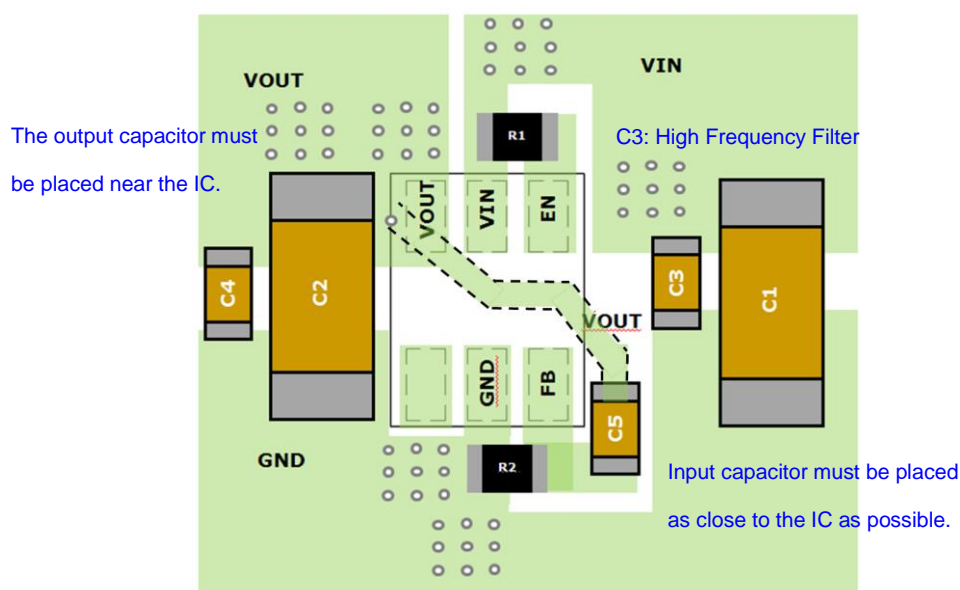 VOUT
VIN
The output capacitor must
be placed near the IC.
R1
C3: High Frequency Filter
VOUT
VIN
EN
C4
C2
C3
C1
VOUT
GND
FB
C5
GND
R2
Input capacitor must be placed
as close to the IC as possible.